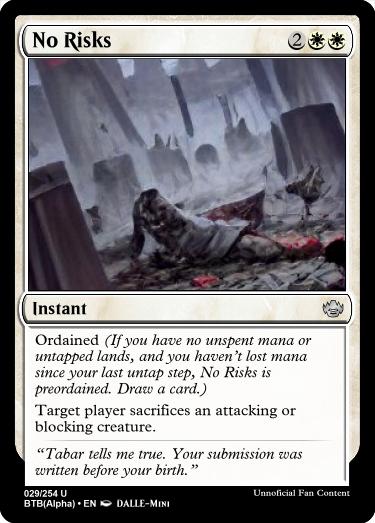 No Risks 2
Instant
Ordained (If you have no unspent mana or
untapped lands, and you haven't lost mana
since your last untap step, No Risks is
preordained. Draw a card.)
Target player sacrifices an attacking or
blocking creature.
"Tabar tells me true. Your submission was
written before your birth."
029/254 U
BTB(Alpha) • EN DALLE-Mini
Unofficial Fan Content